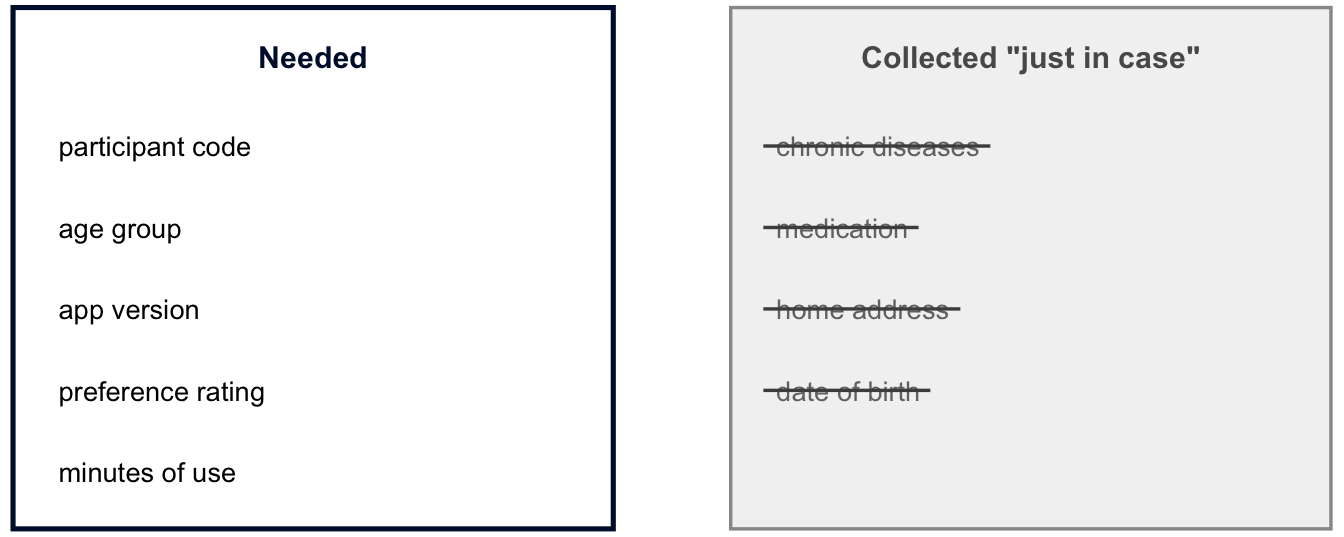 Needed
participant code
age group
app version
preference rating
minutes of use
Collected "just in case"
chronic diseases
medication
home address
date of birth